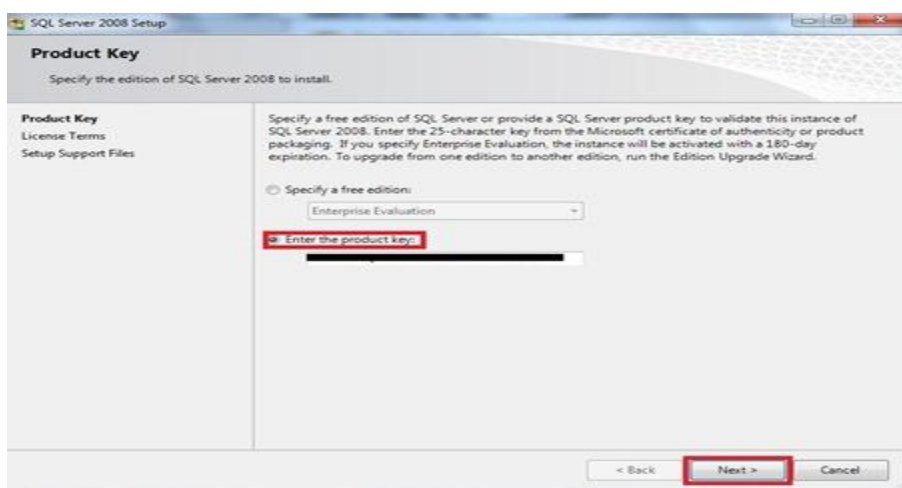 SQL Server 2008 Setup
Product Key
Specify the edition of SQL Server 2008 to install.
Product Key
License Terms
Setup Support Files
Specify a free edition of SQL Server or provide a SQL Server product key to validate this instance of
SQL Server 2008. Enter the 25-character key from the Microsoft certificate of authenticity or product
packaging. If you specify Enterprise Evaluation, the instance will be activated with a 180-day
expiration. To upgrade from one edition to another edition, run the Edition Upgrade Wizard.
Specify a free edition:
Enterprise Evaluation
Enter the product key:
< Back
Next >
Cancel